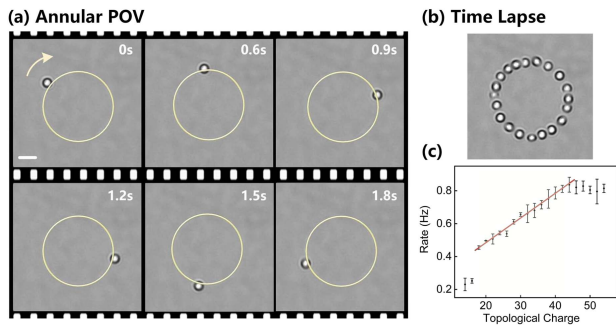 (a) Annular POV
0s
0.6s
0.9s
1.2s
1.5s
1.8s
(b) Time Lapse
(c)
Rate (Hz)
0.8
0.6
0.4
0.2
20
30
40
50
Topological Charge